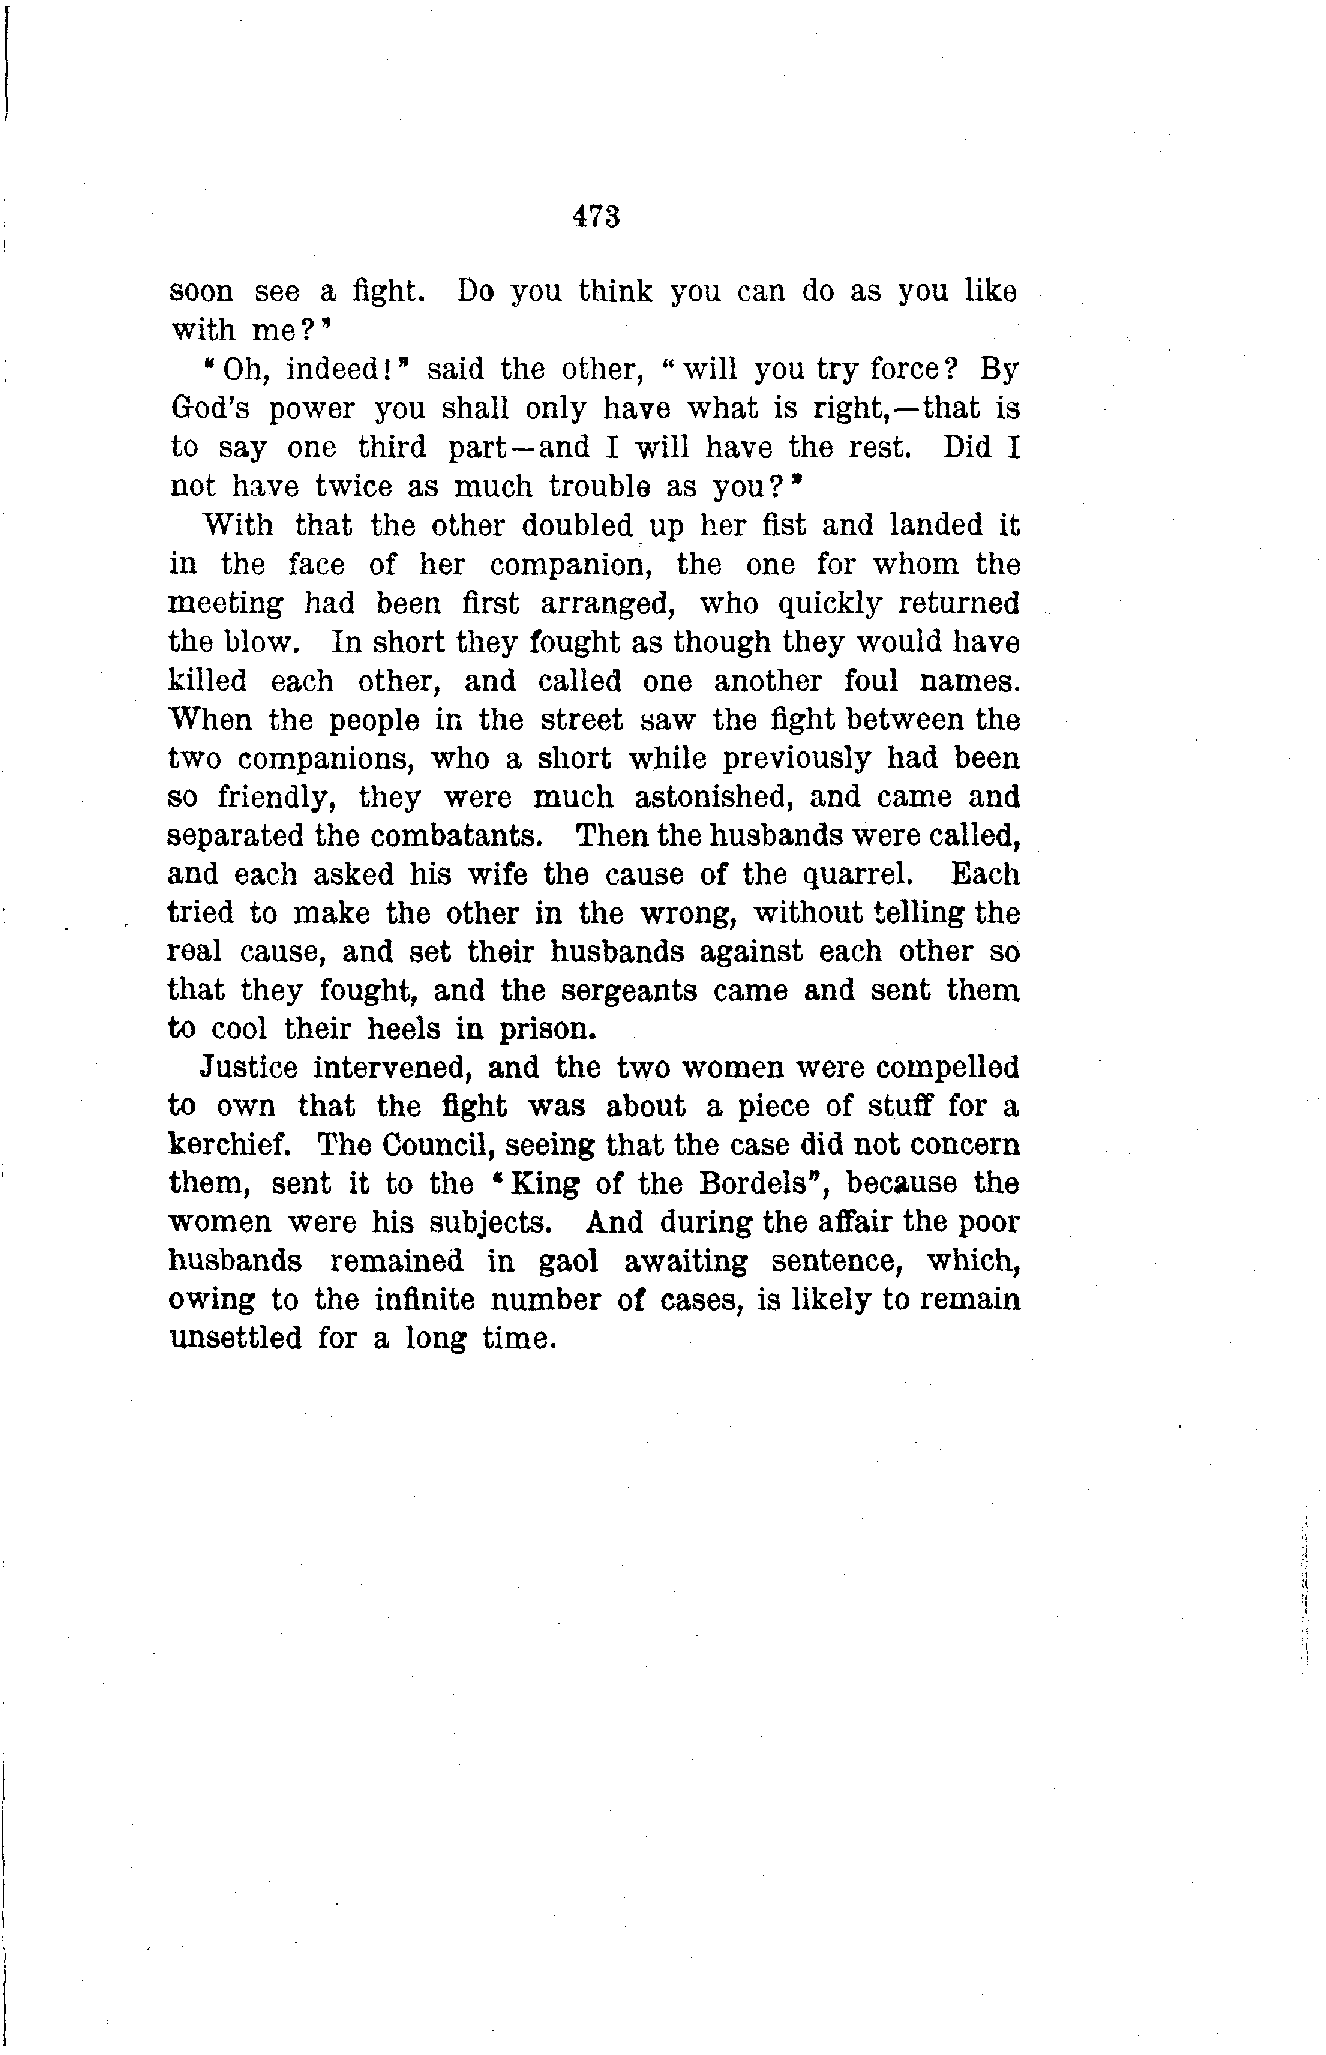 473
soon see a fight. Do you think you can do as you like
with me?"
"Oh, indeed!" said the other, "will you try force? By
God's power you shall only have what is right,—that is
to say one third part—and I will have the rest. Did I
not have twice as much trouble as you?"
With that the other doubled up her fist and landed it
in the face of her companion, the one for whom the
meeting had been first arranged, who quickly returned
the blow. In short they fought as though they would have
killed each other, and called one another foul names.
When the people in the street saw the fight between the
two companions, who a short while previously had been
so friendly, they were much astonished, and came and
separated the combatants. Then the husbands were called,
and each asked his wife the cause of the quarrel. Each
tried to make the other in the wrong, without telling the
real cause, and set their husbands against each other so
that they fought, and the sergeants came and sent them
to cool their heels in prison.
Justice intervened, and the two women were compelled
to own that the fight was about a piece of stuff for a
kerchief. The Council, seeing that the case did not concern
them, sent it to the "King of the Bordels", because the
women were his subjects. And during the affair the poor
husbands remained in gaol awaiting sentence, which,
owing to the infinite number of cases, is likely to remain
unsettled for a long time.